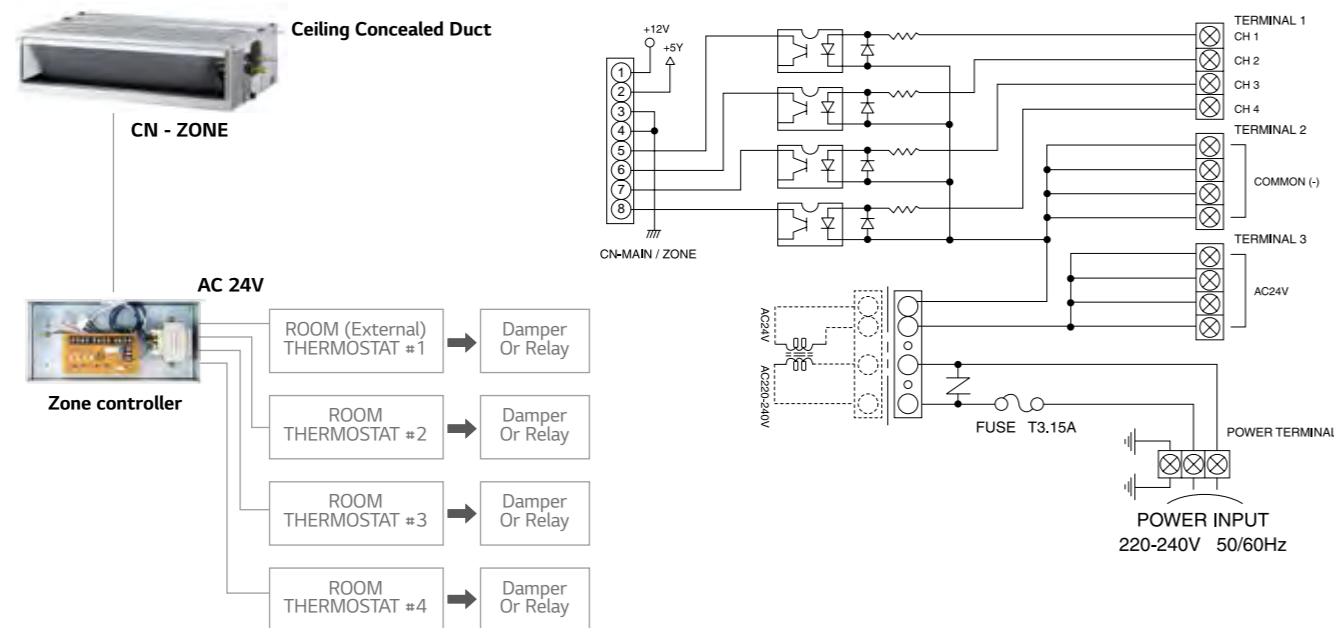 Ceiling Concealed Duct
CN - ZONE
AC 24V
Zone controller
ROOM (External)
THERMOSTAT #1
Damper
Or Relay
ROOM
THERMOSTAT #2
Damper
Or Relay
ROOM
THERMOSTAT #3
Damper
Or Relay
ROOM
THERMOSTAT #4
Damper
Or Relay
+12V
+5Y
1
2
3
4
5
6
7
8
CN-MAIN / ZONE
TERMINAL 1
CH 1
CH 2
CH 3
CH 4
TERMINAL 2
COMMON (-)
TERMINAL 3
AC24V
AC24V
AC220-240V
FUSE T3.15A
POWER TERMINAL
POWER INPUT
220-240V 50/60Hz